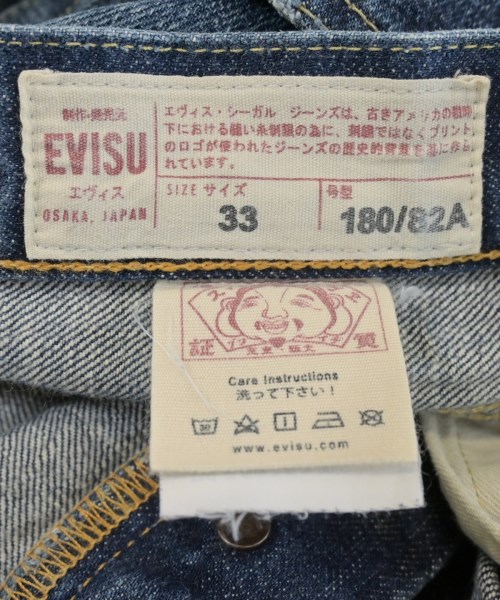 制作・発売元
EVISU
エヴィス
OSAKA, JAPAN
エヴィス・シーガル ジーンズは、古きアメリカの戦時
下における縫い糸制限の為に、刺繍ではなくプリント
のロゴが使われたジーンズの歴史的背景を基に作ら
れています。
SIZE サイズ
33
号型
180/82A
証 質
Care Instructions
洗って下さい！
30
www.evisu.com